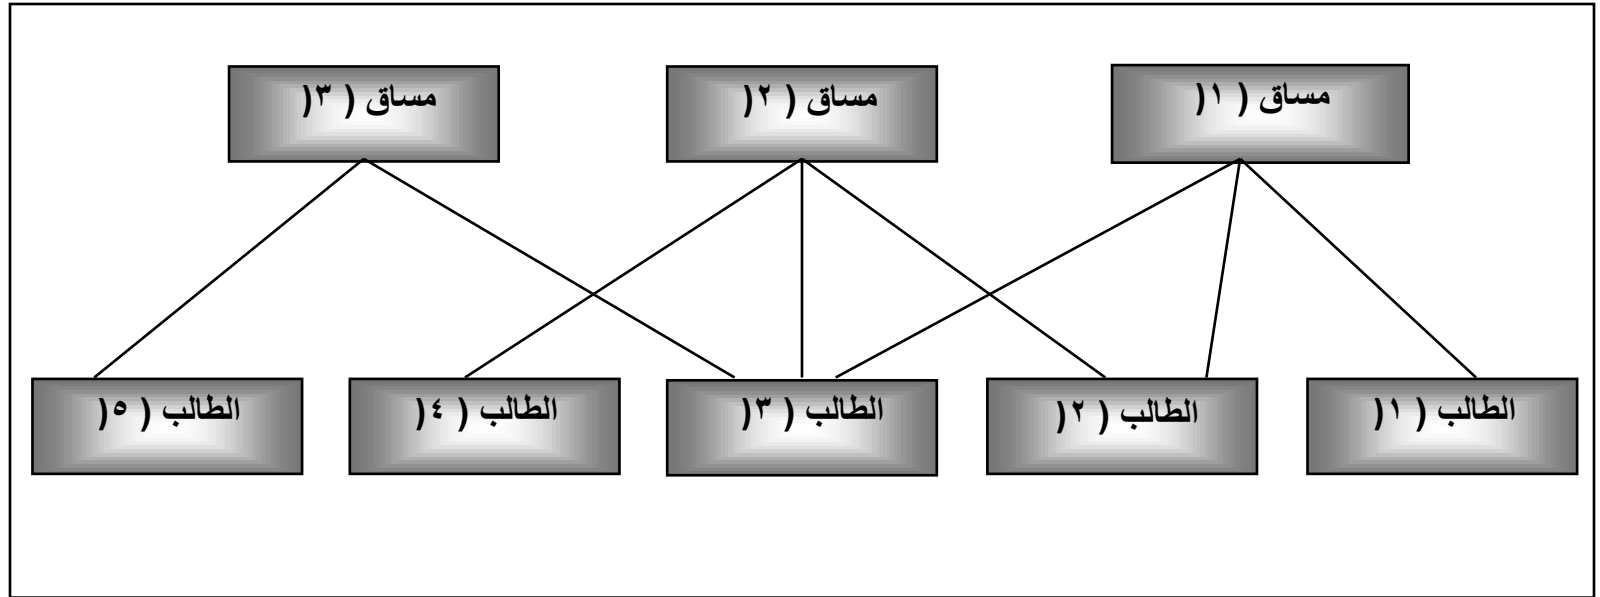 مساق ( ١(
مساق ( ٢(
مساق ( ٣(
الطالب ( ١(
الطالب ( ٢(
الطالب ( ٣(
الطالب ( ٤(
الطالب ( ٥(